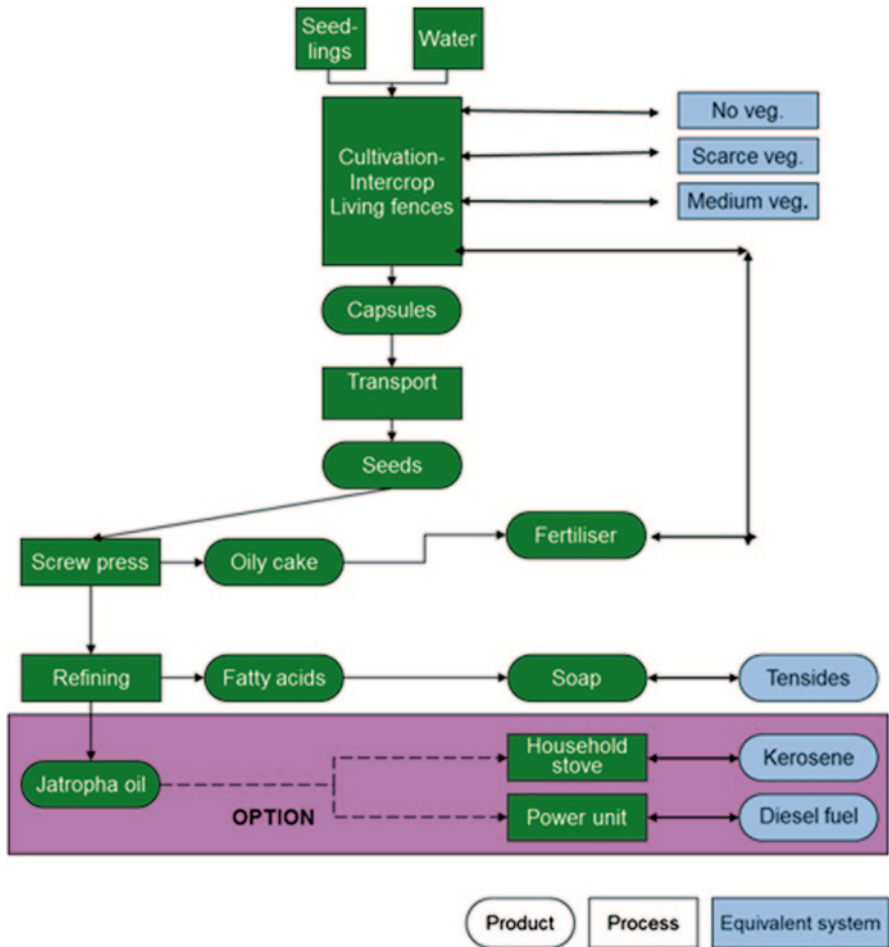 Seed-
lings
Water
Cultivation-
Intercrop
Living fences
No veg.
Scarce veg.
Medium veg.
Capsules
Transport
Seeds
Screw press
Oily cake
Fertiliser
Refining
Fatty acids
Soap
Tensides
Jatropha oil
OPTION
Household
stove
Kerosene
Power unit
Diesel fuel
Product
Process
Equivalent system